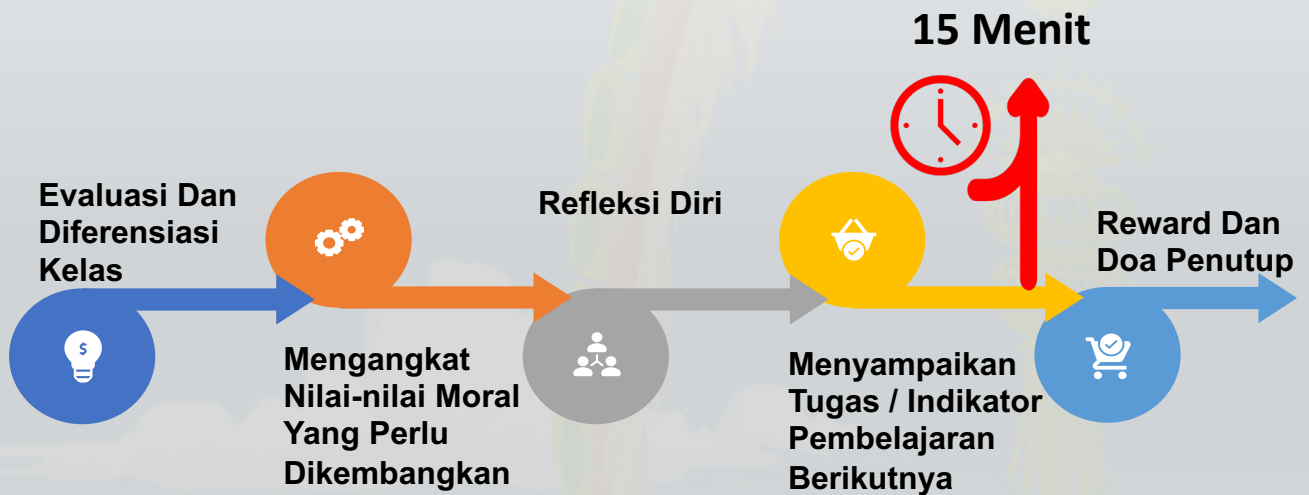 15 Menit
Evaluasi Dan
Diferensiasi
Kelas
Mengangkat
Nilai-nilai Moral
Yang Perlu
Dikembangkan
Refleksi Diri
Menyampaikan
Tugas / Indikator
Pembelajaran
Berikutnya
Reward Dan
Doa Penutup